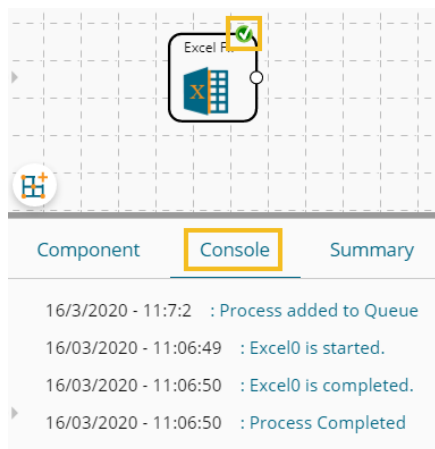 Excel
X
Component Console Summary
16/3/2020 - 11:7:2 : Process added to Queue
16/03/2020 - 11:06:49 : Excel0 is started.
16/03/2020 - 11:06:50 : Excel0 is completed.
16/03/2020 - 11:06:50 : Process Completed